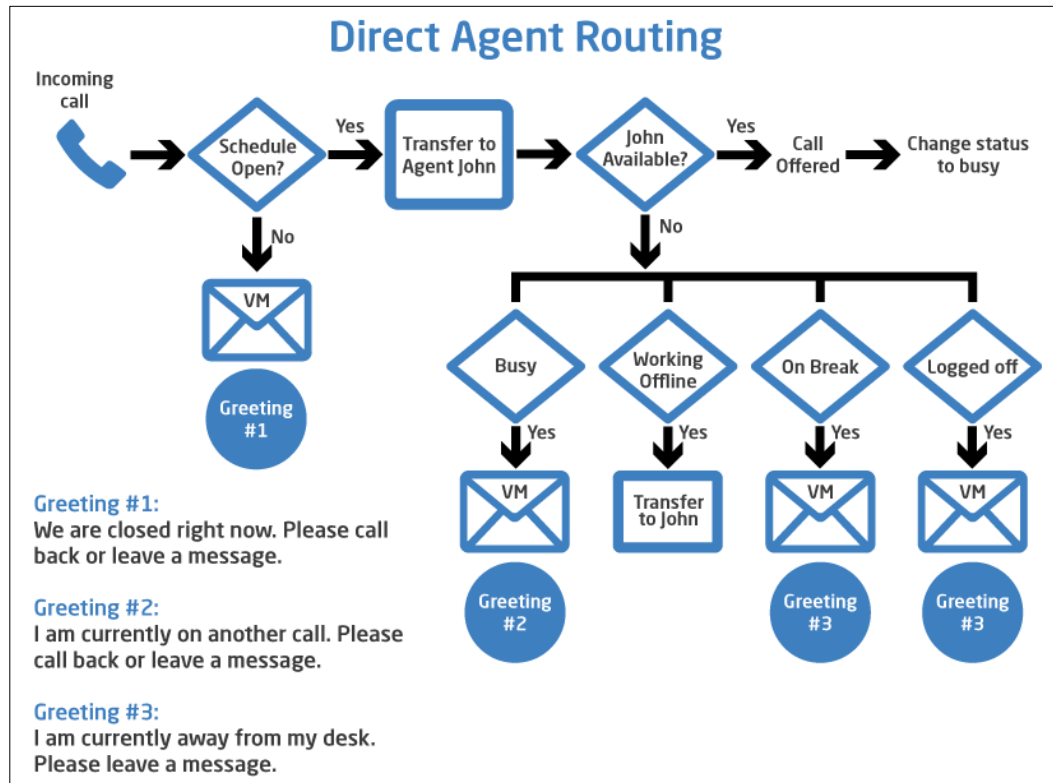 Direct Agent Routing
Incoming
call
Schedule
Open?
Yes
Transfer to
Agent John
John
Available?
Yes
Call
Offered
Change status
to busy
No
No
VM
Greeting
#1
Busy
Working
Offline
On Break
Logged off
Yes
Yes
Yes
Yes
VM
Transfer
to John
VM
VM
Greeting
#2
Greeting
#3
Greeting
#3
Greeting #1:
We are closed right now. Please call
back or leave a message.
Greeting #2:
I am currently on another call. Please
call back or leave a message.
Greeting #3:
I am currently away from my desk.
Please leave a message.